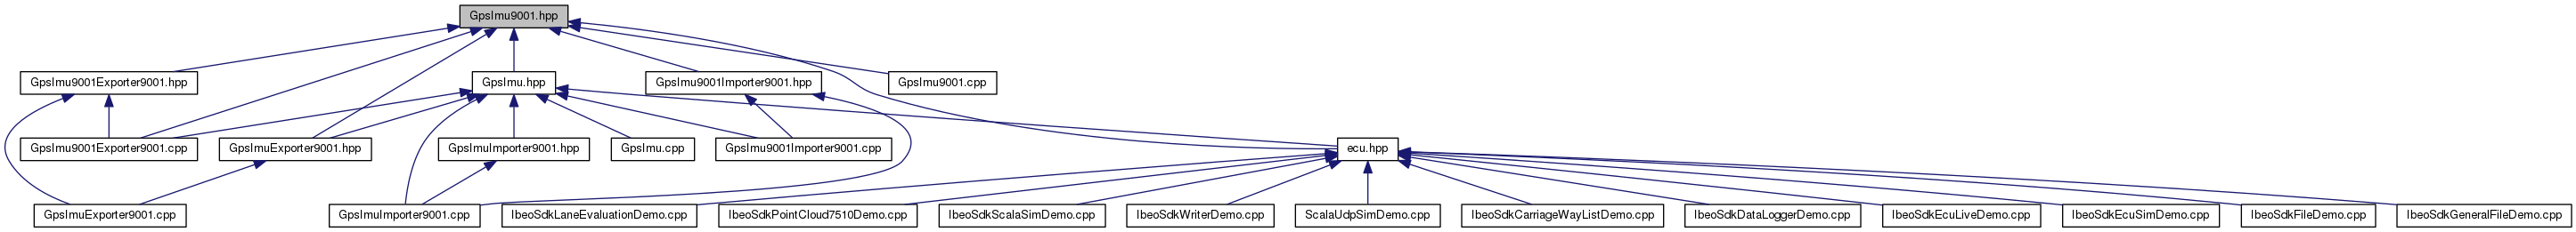 GpsImu9001.hpp
GpsImu9001Exporter9001.hpp
GpsImu.hpp
GpsImu9001Importer9001.hpp
GpsImu9001.cpp
GpsImu9001Exporter9001.cpp
GpsImuExporter9001.hpp
GpsImuImporter9001.hpp
GpsImu.cpp
GpsImu9001Importer9001.cpp
ecu.hpp
GpsImuExporter9001.cpp
GpsImuImporter9001.cpp
IbeoSdkLaneEvaluationDemo.cpp
IbeoSdkPointCloud7510Demo.cpp
IbeoSdkScalaSimDemo.cpp
IbeoSdkWriterDemo.cpp
ScalaUdpSimDemo.cpp
IbeoSdkCarriageWayListDemo.cpp
IbeoSdkDataLoggerDemo.cpp
IbeoSdkEcuLiveDemo.cpp
IbeoSdkEcuSimDemo.cpp
IbeoSdkFileDemo.cpp
IbeoSdkGeneralFileDemo.cpp